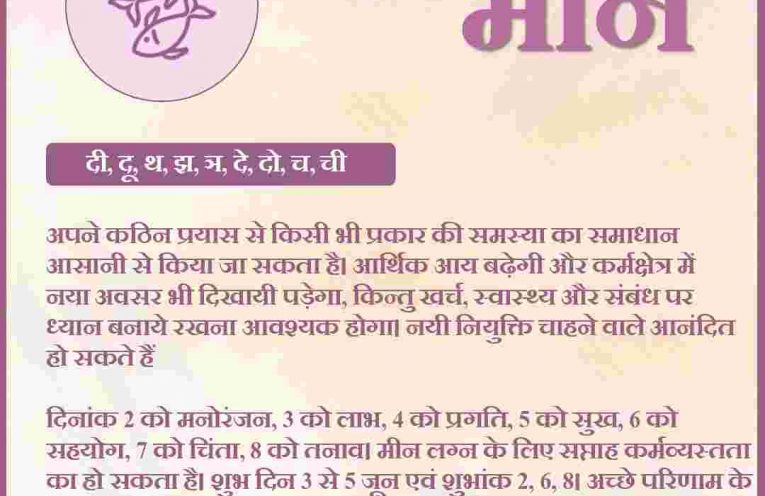 मीन
दी, दू, थ, झ, ञ, दे, दो, च, ची
अपने कठिन प्रयास से किसी भी प्रकार की समस्या का समाधान
आसानी से किया जा सकता है। आर्थिक आय बढ़ेगी और कर्मक्षेत्र में
नया अवसर भी दिखायी पड़ेगा, किन्तु खर्च, स्वास्थ्य और संबंध पर
ध्यान बनाये रखना आवश्यक होगा। नयी नियुक्ति चाहने वाले आनंदित
हो सकते हैं
दिनांक 2 को मनोरंजन, 3 को लाभ, 4 को प्रगति, 5 को सुख, 6 को
सहयोग, 7 को चिंता, 8 को तनाव। मीन लग्न के लिए सप्ताह कर्मव्यस्तता
का हो सकता है। शुभ दिन 3 से 5 जून एवं शुभांक 2, 6, 8। अच्छे परिणाम के